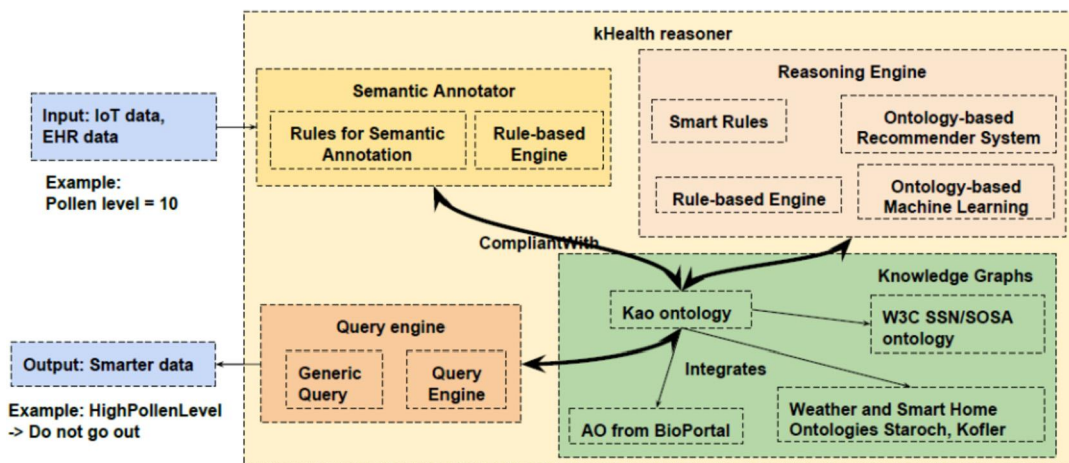 kHealth reasoner
Input: IoT data,
EHR data
Example:
Pollen level = 10
Semantic Annotator
Rules for Semantic
Annotation
Rule-based
Engine
Reasoning Engine
Smart Rules
Ontology-based
Recommender System
Rule-based Engine
Ontology-based
Machine Learning
CompliantWith
Knowledge Graphs
Kao ontology
W3C SSN/SOSA
ontology
Integrates
AO from BioPortal
Weather and Smart Home
Ontologies Staroch, Kofler
Query engine
Generic
Query
Query
Engine
Output: Smarter data
Example: HighPollenLevel
-> Do not go out